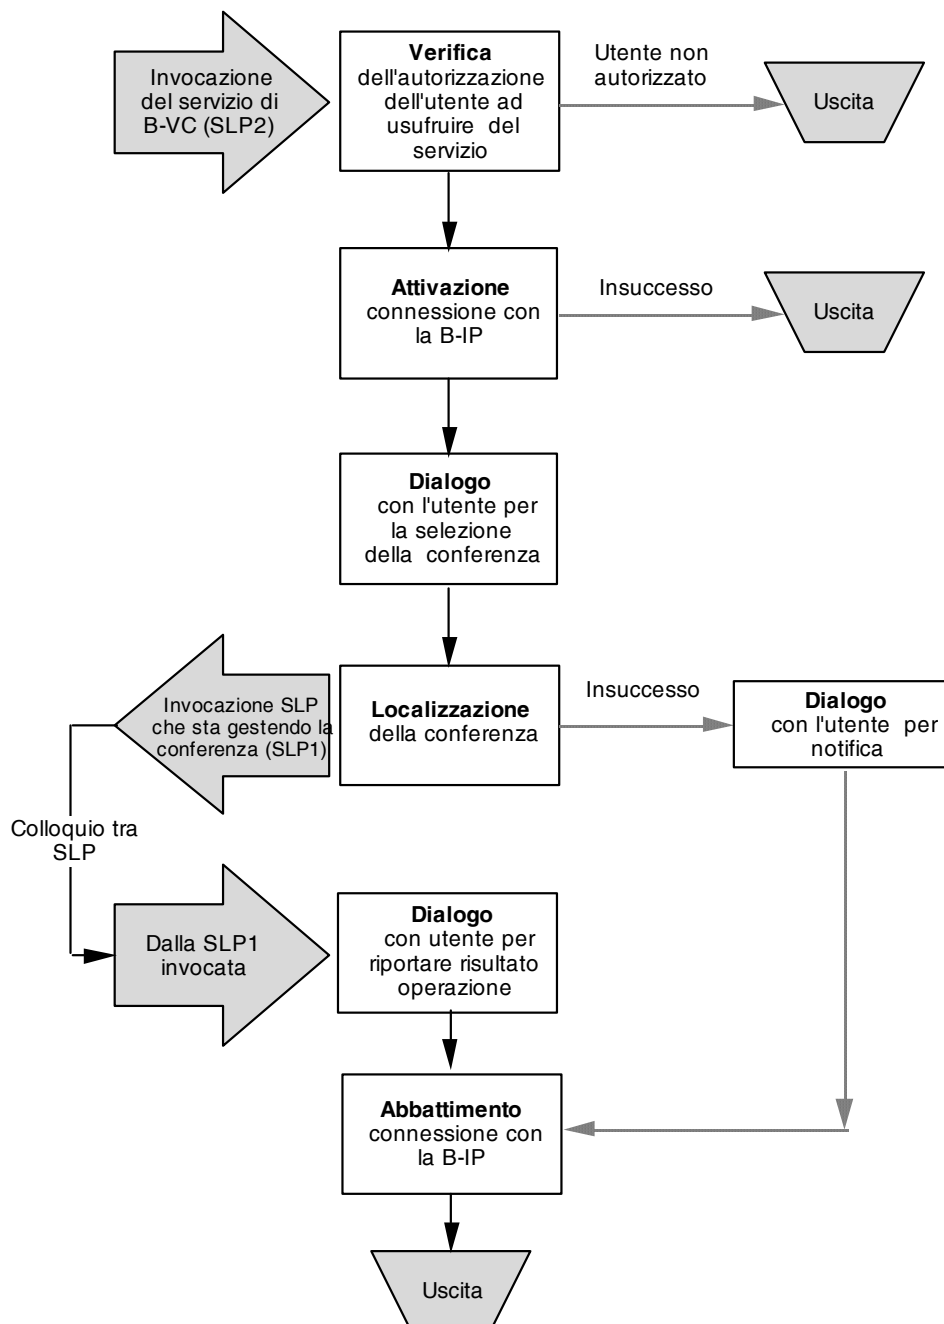 Invocazione
del servizio di
B-VC (SLP2)
Verifica
dell'autorizzazione
dell'utente ad
usufruire del
servizio
Utente non
autorizzato
Uscita
Attivazione
connessione con
la B-IP
Insuccesso
Uscita
Dialogo
con l'utente per
la selezione
della conferenza
Invocazione SLP
che sta gestendo la
conferenza (SLP1)
Localizzazione
della conferenza
Insuccesso
Dialogo
con l'utente per
notifica
Colloquio tra
SLP
Dalla SLP1
invocata
Dialogo
con utente per
riportare risultato
operazione
Abbattimento
connessione con
la B-IP
Uscita